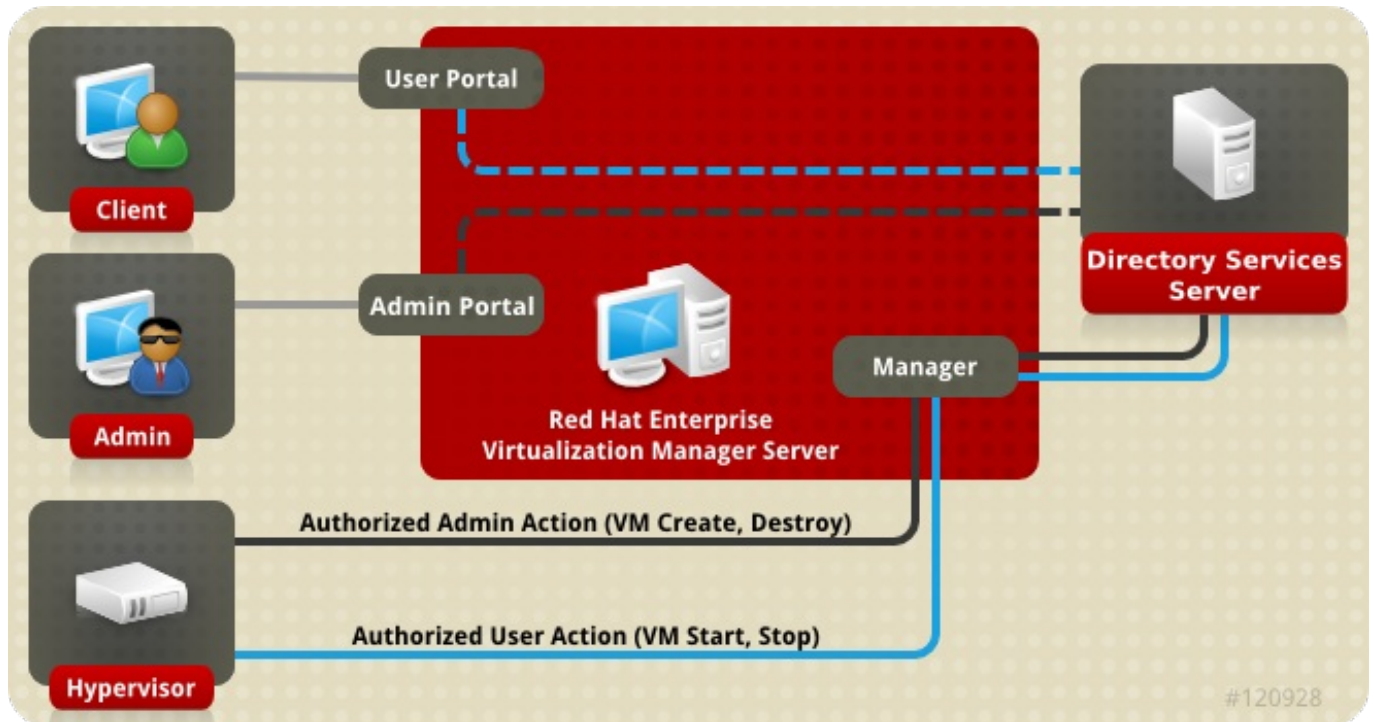 User Portal
Client
Directory Services
Server
Admin Portal
Manager
Red Hat Enterprise
Virtualization Manager Server
Admin
Authorized Admin Action (VM Create, Destroy)
Authorized User Action (VM Start, Stop)
Hypervisor
#120928